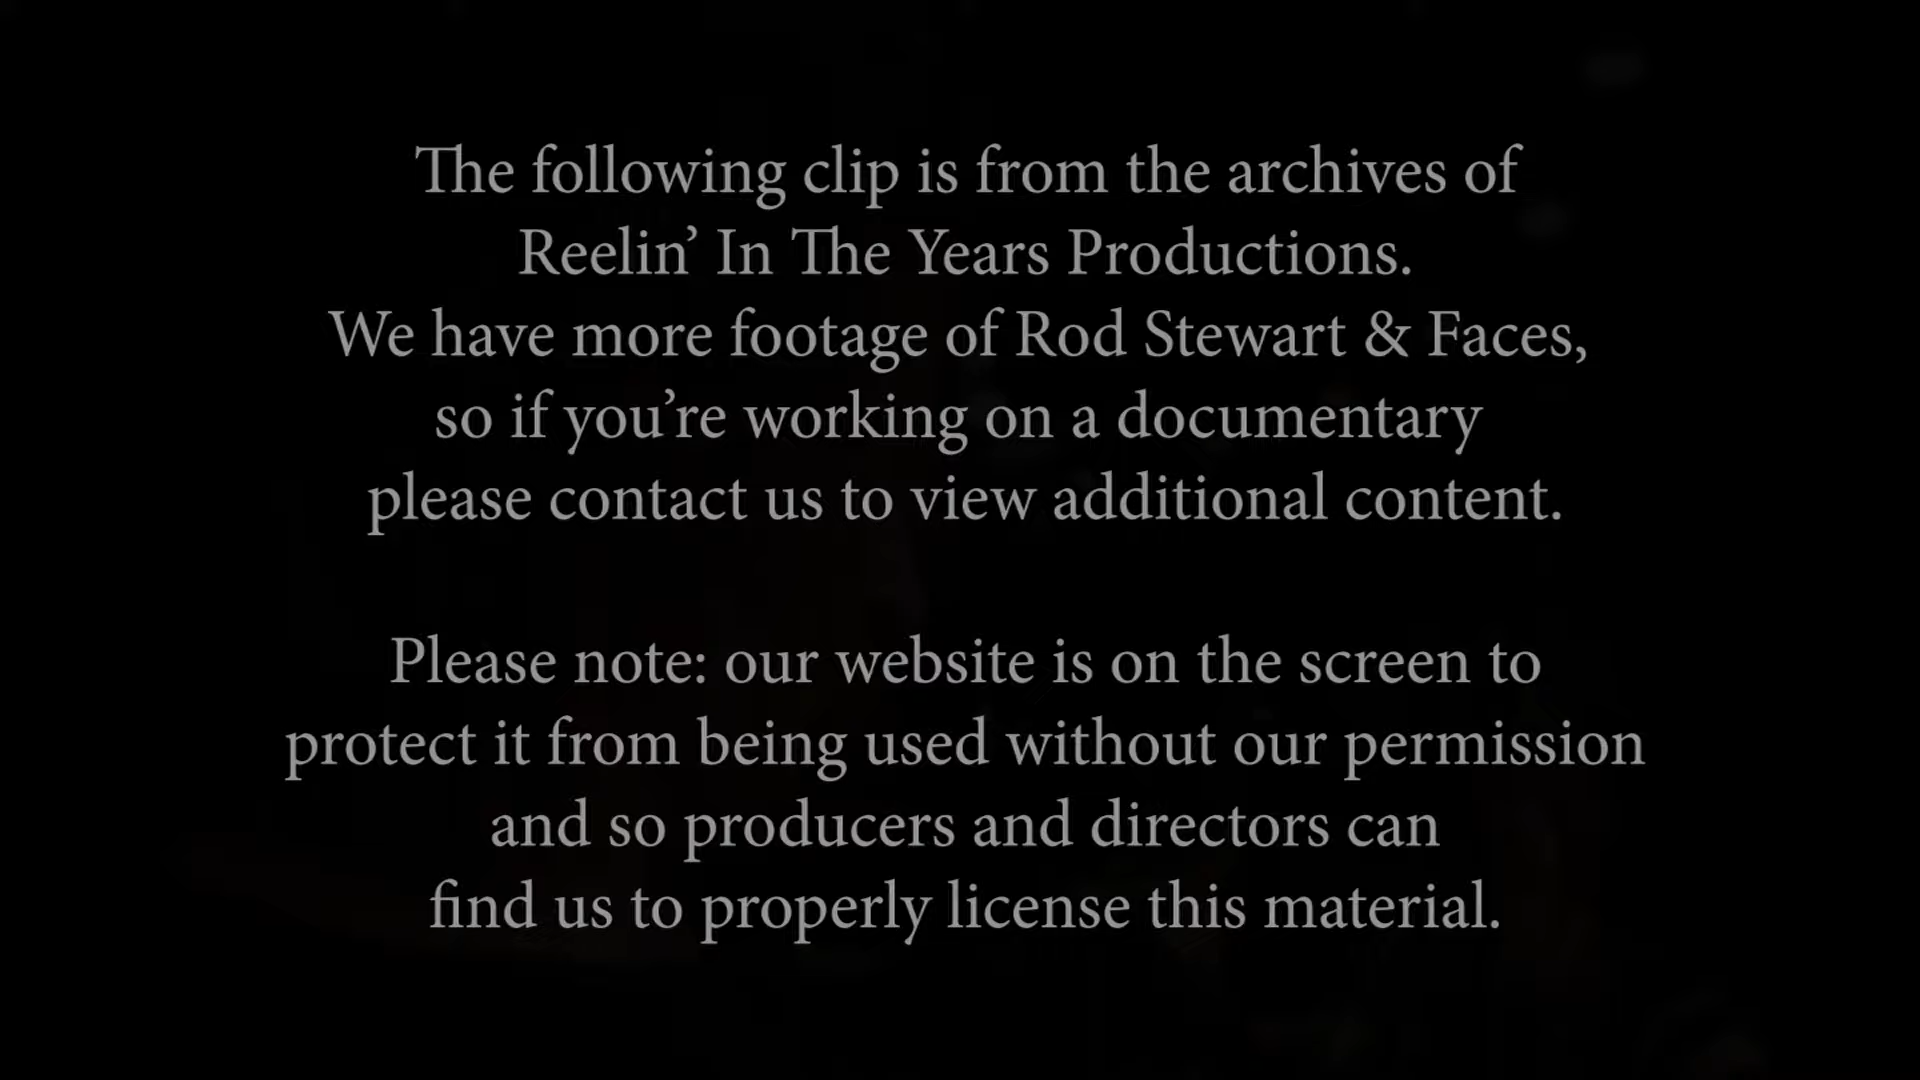 The following clip is from the archives of
Reelin’ In The Years Productions.
We have more footage of Rod Stewart & Faces,
so if you’re working on a documentary
please contact us to view additional content.
Please note: our website is on the screen to
protect it from being used without our permission
and so producers and directors can
find us to properly license this material.